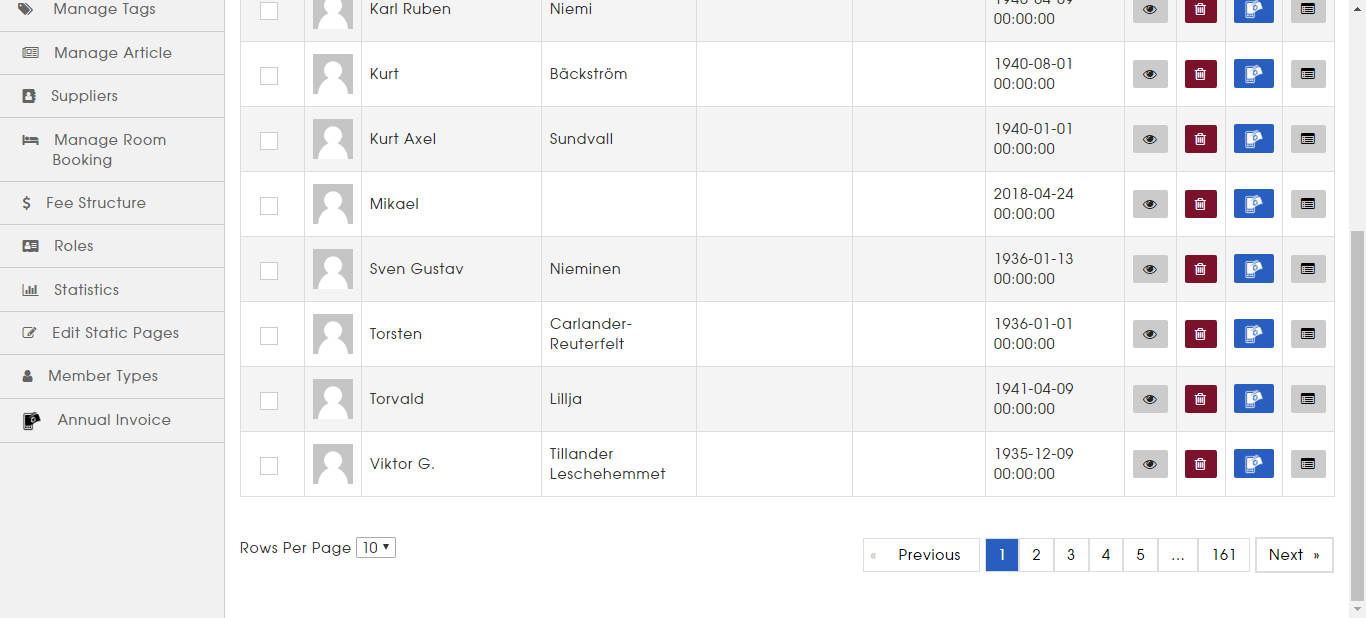 Manage Tags
Manage Article
Suppliers
Manage Room
Booking
Fee Structure
Roles
Statistics
Edit Static Pages
Member Types
Annual Invoice
Karl Ruben Niemi 1940-04-09
00:00:00
Kurt Bäckström 1940-08-01
00:00:00
Kurt Axel Sundvall 1940-01-01
00:00:00
Mikael 2018-04-24
00:00:00
Sven Gustav Nieminen 1936-01-13
00:00:00
Torsten Carlander-
Reuterfelt 1936-01-01
00:00:00
Torvald Lillja 1941-04-09
00:00:00
Viktor G. Tillander
Leschehemmet 1935-12-09
00:00:00
Rows Per Page 10
« Previous 1 2 3 4 5 ... 161 Next »